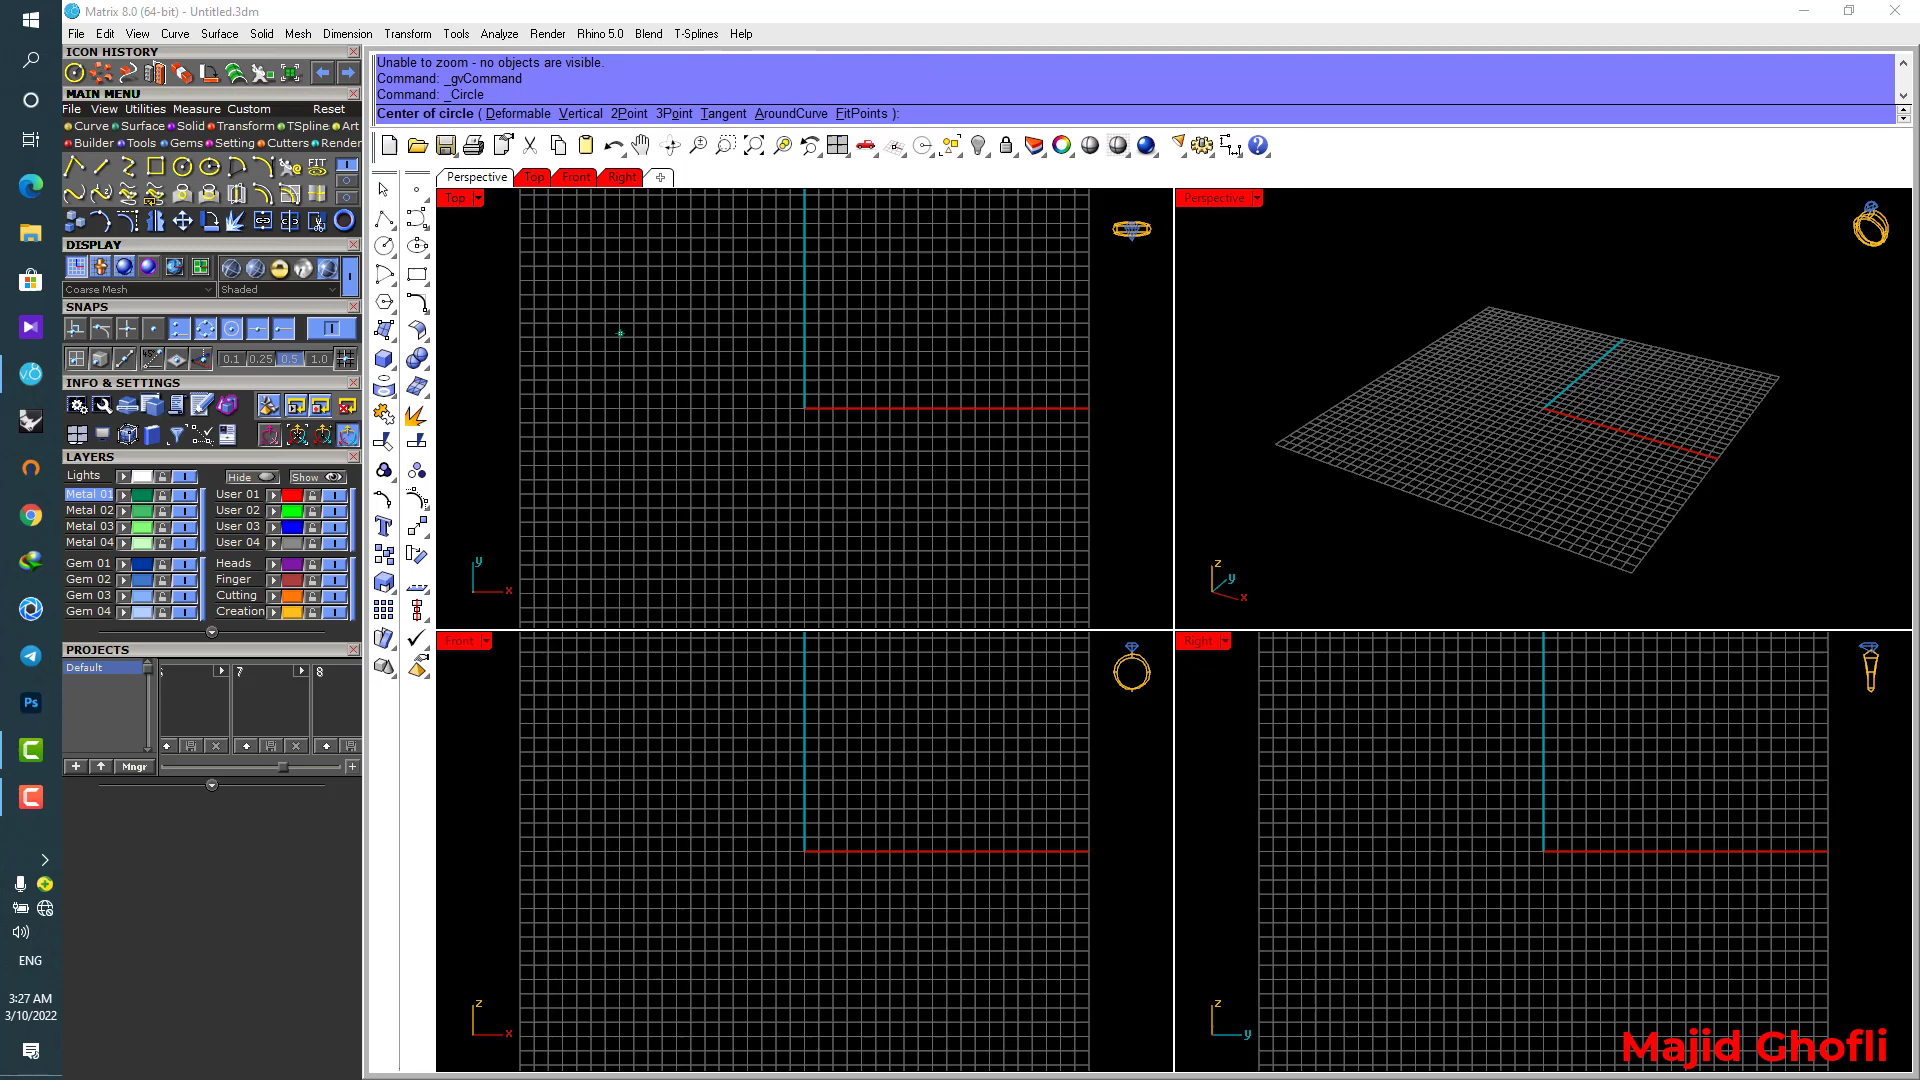 Matrix 8.0 (64-bit) - Untitled.3dm
File Edit View Curve Surface Solid Mesh Dimension Transform Tools Analyze Render Rhino 5.0 Blend T-Splines Help
ICON HISTORY
MAIN MENU
File View Utilities Measure Custom Reset
Curve Surface Solid Transform TSpline Art
Builder Tools Gems Setting Cutters Render
FIT
DISPLAY
Coarse Mesh Shaded
SNAPS
45°
0.1 0.25 0.5 1.0
INFO & SETTINGS
LAYERS
Lights Hide Show
Metal 01 User 01
Metal 02 User 02
Metal 03 User 03
Metal 04 User 04
Gem 01 Heads
Gem 02 Finger
Gem 03 Cutting
Gem 04 Creation
PROJECTS
Default
7 8
Mngr
Unable to zoom - no objects are visible.
Command: _gvCommand
Command: _Circle
Center of circle ( Deformable Vertical 2Point 3Point Tangent AroundCurve FitPoints ):
Perspective Top Front Right
Top
y
x
Perspective
z
y
x
Front
z
x
Right
z
y
Ps
ENG
3:27 AM
3/10/2022
Majid Ghofli